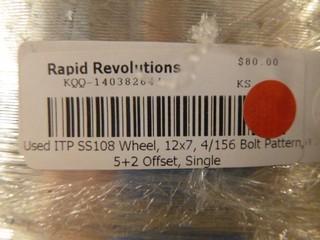 Rapid Revolutions
$80.00
KS
Used ITP SS108 Wheel, 12x7, 4/156 Bolt Pattern,
5+2 Offset, Single